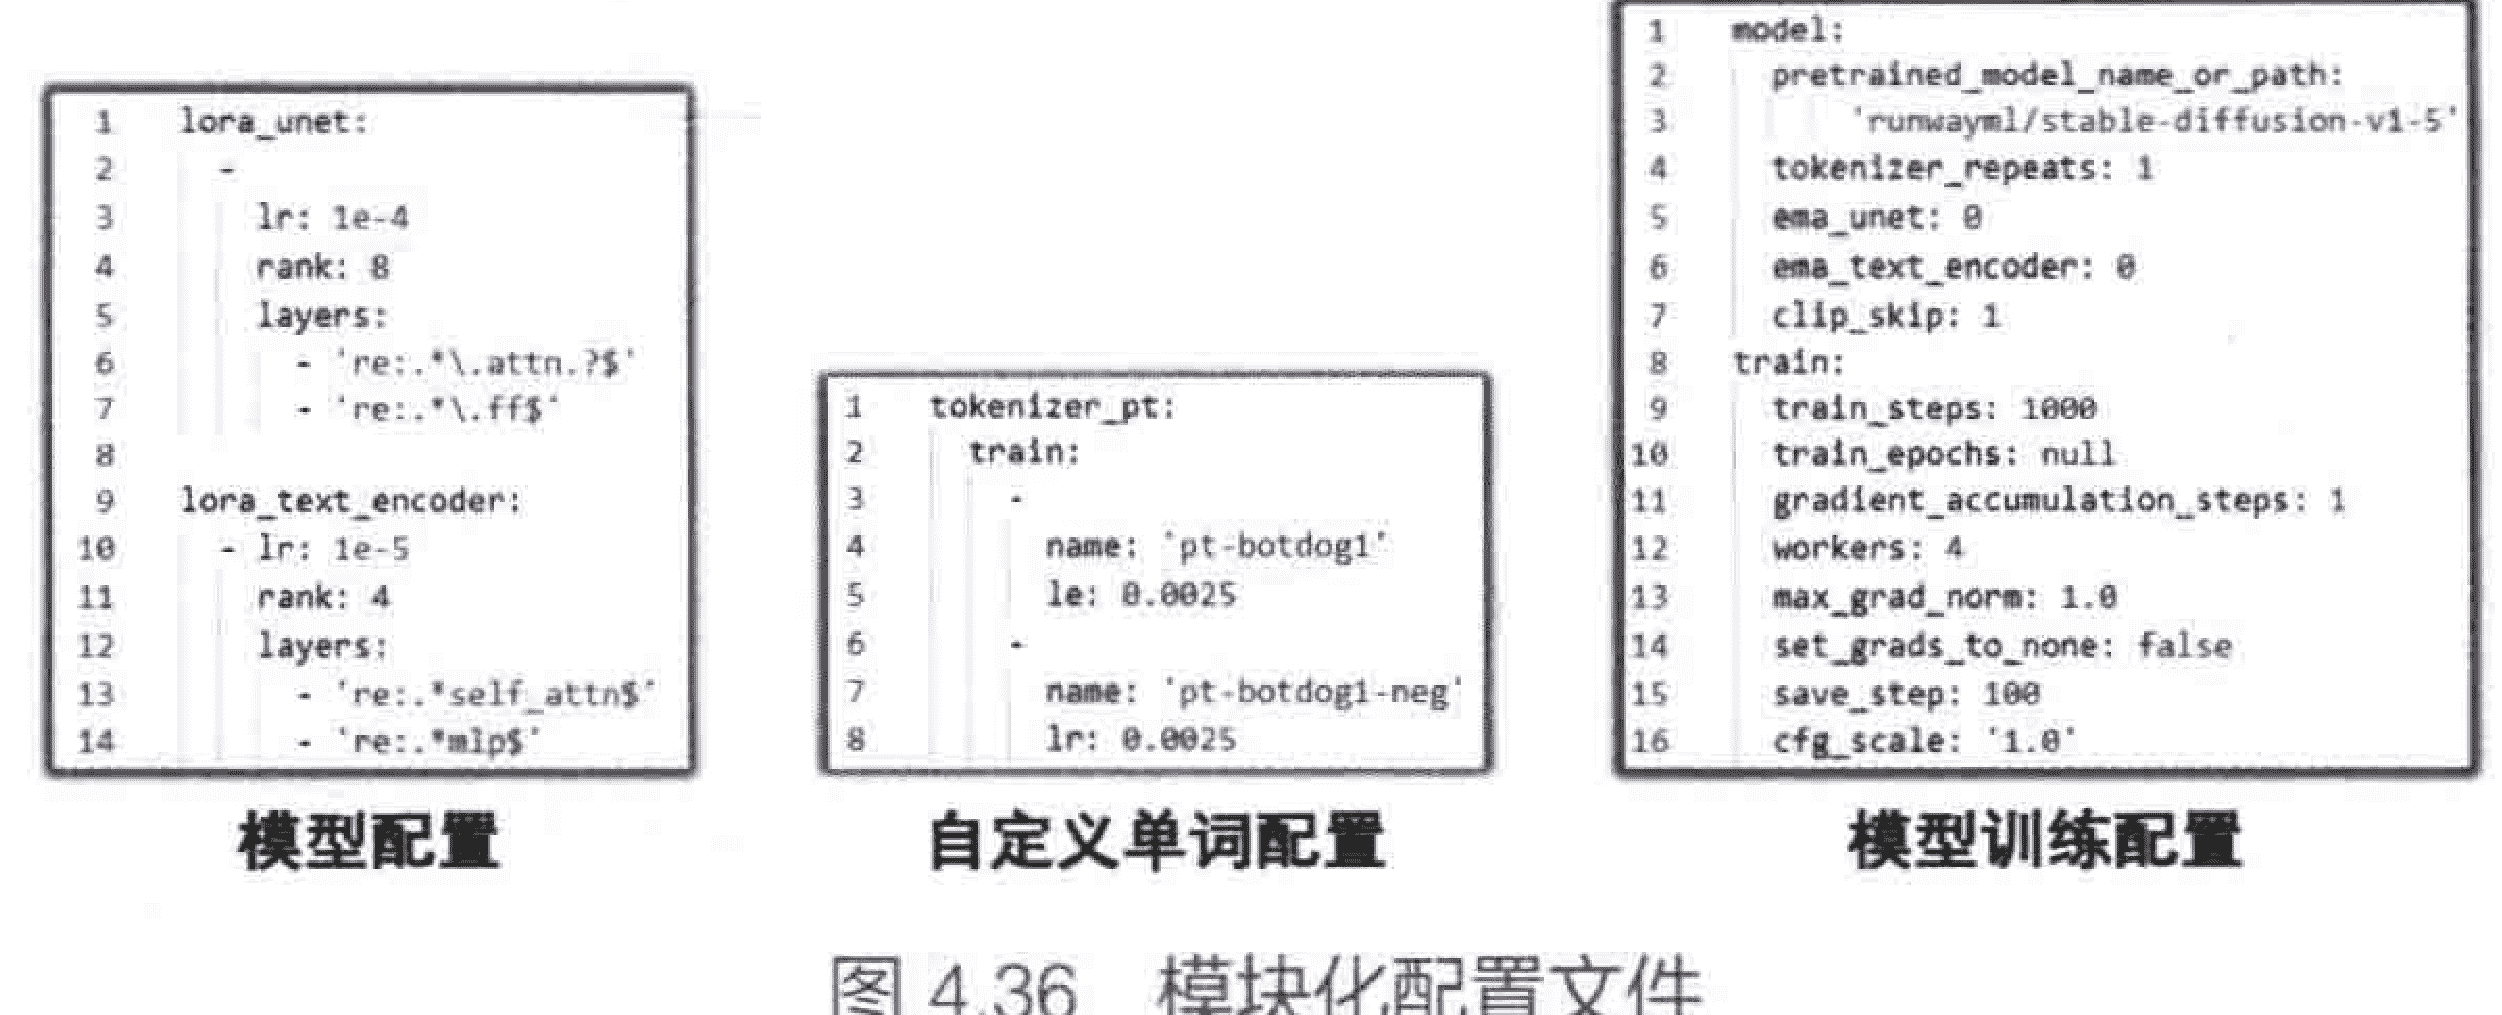 1 lora_unet:
2 -
3 lr: 1e-4
4 rank: 8
5 layers:
6 - 're:.*\.attn.?$'
7 - 're:.*\.ff$'
8
9 lora_text_encoder:
10 - lr: 1e-5
11 rank: 4
12 layers:
13 - 're:.*self_attn$'
14 - 're:.*mlp$'
模型配置
1 tokenizer_pt:
2 train:
3 -
4 name: 'pt-botdog1'
5 le: 0.0025
6 -
7 name: 'pt-botdog1-neg'
8 lr: 0.0025
自定义单词配置
1 model:
2 pretrained_model_name_or_path:
3 'runwayml/stable-diffusion-v1-5'
4 tokenizer_repeats: 1
5 ema_unet: 0
6 ema_text_encoder: 0
7 clip_skip: 1
8 train:
9 train_steps: 1000
10 train_epochs: null
11 gradient_accumulation_steps: 1
12 workers: 4
13 max_grad_norm: 1.0
14 set_grads_to_none: false
15 save_step: 100
16 cfg_scale: '1.0'
模型训练配置
图 4.36 模块化配置文件